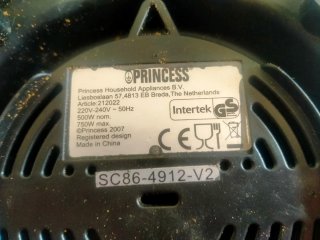 PRINCESS
Princess Household Appliances B.V.
Liesboslaan 57, 4813 EB Breda, The Netherlands
Article: 212022
220V-240V ~ 50Hz
500W nom.
750W max.
©Princess 2007
Registered design
Made in China
Intertek GS
CE
SC86-4912-V2